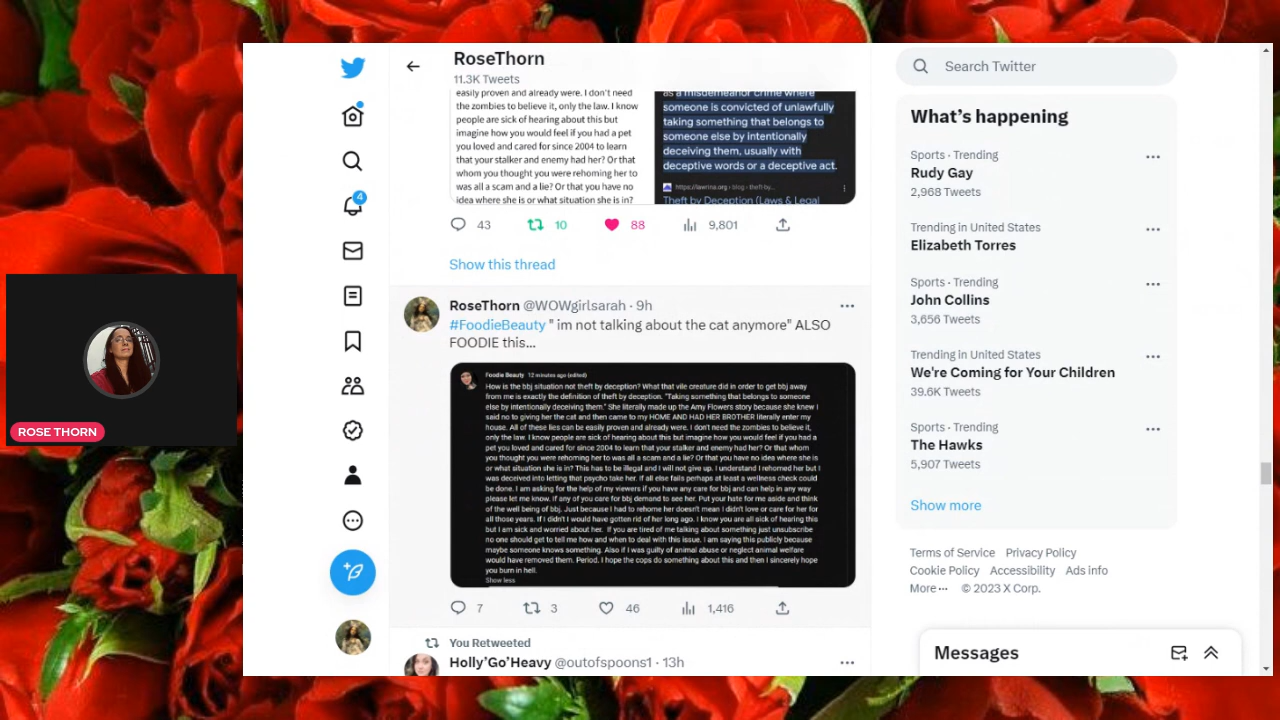 RoseThorn
11.3K Tweets
easily proven and already were. I don't need
the zombies to believe it, only the law. I know
people are sick of hearing about this but
imagine how you would feel if you had a pet
you loved and cared for since 2004 to learn
that your stalker and enemy had her? Or that
whom you thought you were rehoming her to
was all a scam and a lie? Or that you have no
idea where she is or what situation she is in?
as a misdemeanor crime where
someone is convicted of unlawfully
taking something that belongs to
someone else by intentionally
deceiving them, usually with
deceptive words or a deceptive act.
https://lawrina.org › blog › theft-by...
Theft by Deception (Laws & Legal
43 10 88 9,801
Show this thread
RoseThorn @WOWgirlsarah · 9h
#FoodieBeauty " im not talking about the cat anymore" ALSO
FOODIE this...
Foodie Beauty 12 minutes ago (edited)
How is the bbj situation not theft by deception? What that vile creature did in order to get bbj away
from me is exactly the definition of theft by deception. "Taking something that belongs to someone
else by intentionally deceiving them." She literally made up the Amy Flowers story because she knew I
said no to giving her the cat and then came to my HOME AND HAD HER BROTHER literally enter my
house. All of these lies can be easily proven and already were. I don't need the zombies to believe it,
only the law. I know people are sick of hearing about this but imagine how you would feel if you had a
pet you loved and cared for since 2004 to learn that your stalker and enemy had her? Or that whom
you thought you were rehoming her to was all a scam and a lie? Or that you have no idea where she is
or what situation she is in? This has to be illegal and I will not give up. I understand I rehomed her but I
was deceived into letting that psycho take her. If all else fails perhaps at least a wellness check could
be done. I am asking for the help of my viewers if you have any care for bbj and can help in any way
please let me know. If any of you care for bbj demand to see her. Put your hate for me aside and think
of the well being of bbj. Just because I had to rehome her doesn't mean I didn't love or care for her for
all those years. If I didn't I would have gotten rid of her long ago. I know you are all sick of hearing this
but I am sick and worried about her. If you are tired of me talking about something just unsubscribe
no one should get to tell me how and when to deal with this issue. I am saying this publicly because
maybe someone knows something. Also if I was guilty of animal abuse or neglect animal welfare
would have removed them. Period. I hope the cops do something about this and then I sincerely hope
you burn in hell.
Show less
7 3 46 1,416
You Retweeted
Holly'Go'Heavy @outofspoons1 · 13h
4
ROSE THORN
Search Twitter
What's happening
Sports · Trending
Rudy Gay
2,968 Tweets
Trending in United States
Elizabeth Torres
Sports · Trending
John Collins
3,656 Tweets
Trending in United States
We're Coming for Your Children
39.6K Tweets
Sports · Trending
The Hawks
5,907 Tweets
Show more
Terms of Service Privacy Policy
Cookie Policy Accessibility Ads info
More ··· © 2023 X Corp.
Messages